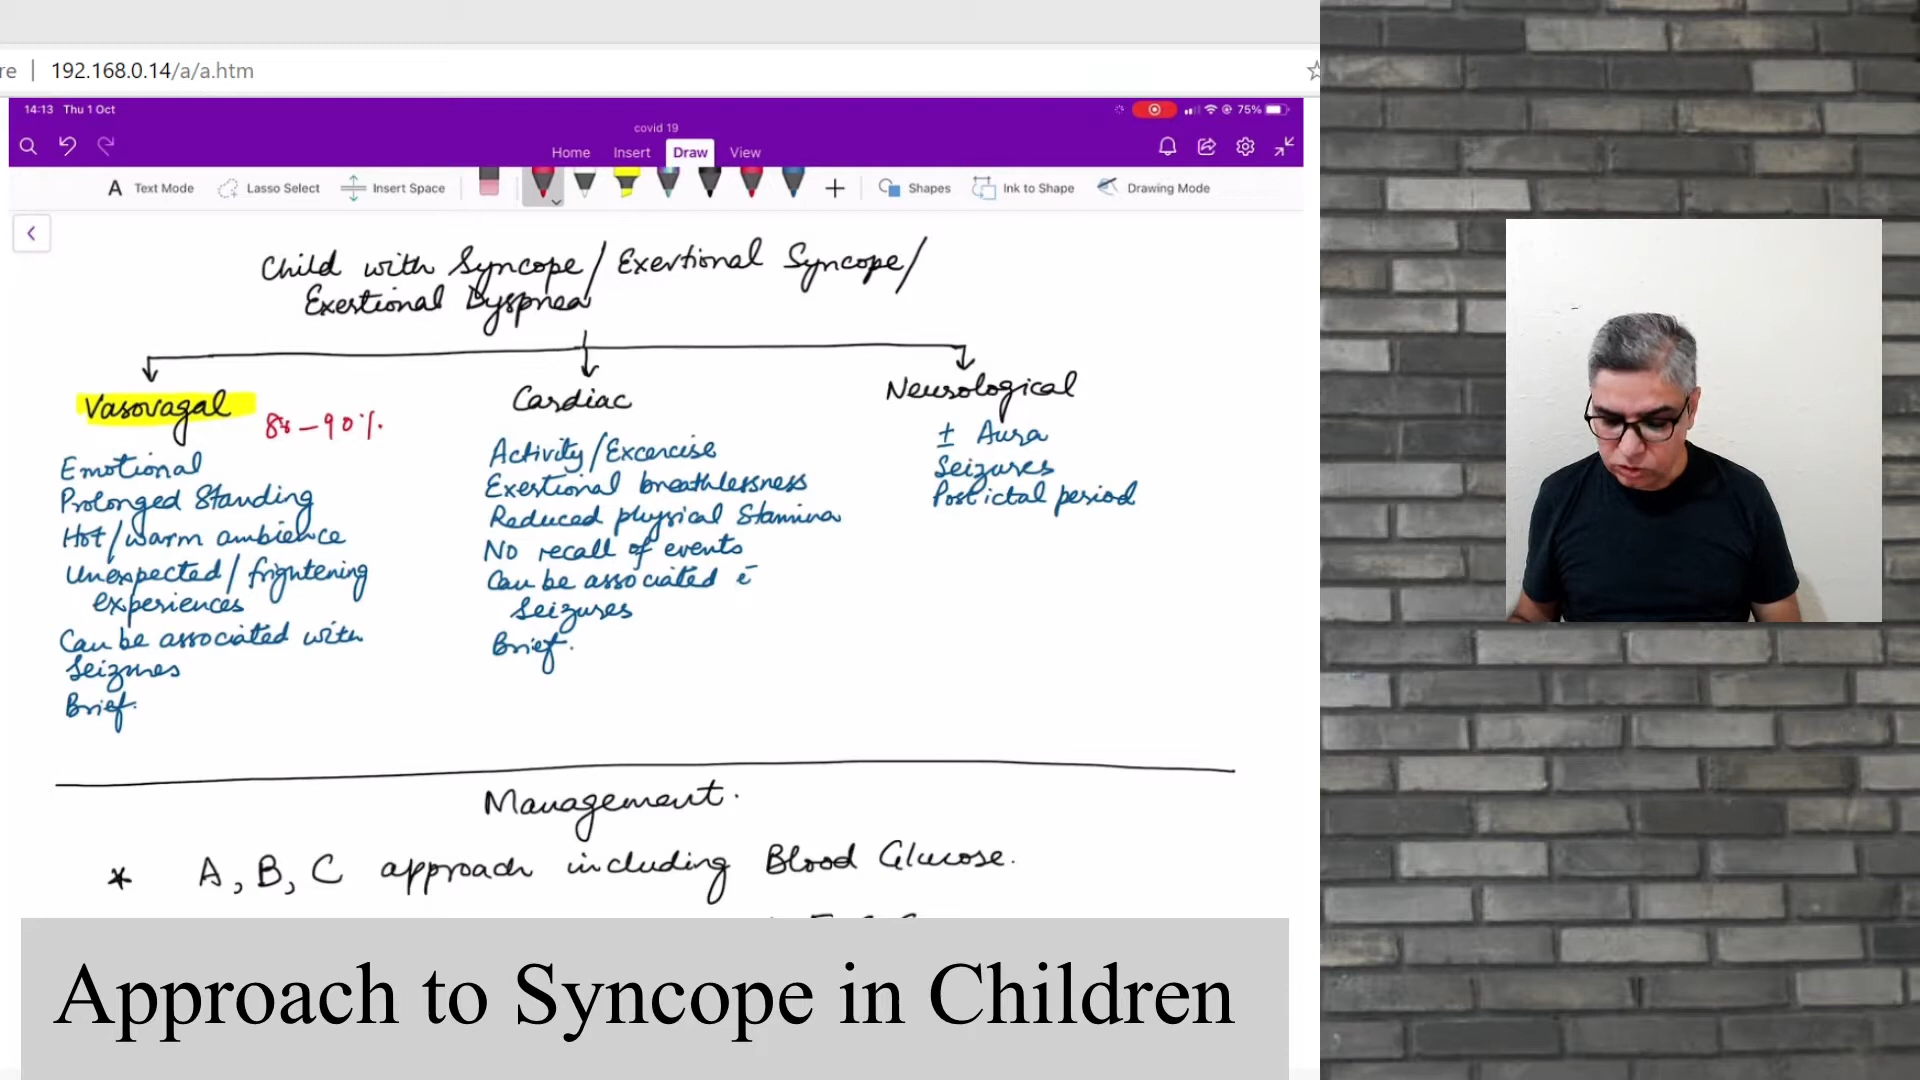 re | 192.168.0.14/a/a.htm
14:13 Thu 1 Oct
75%
covid 19
Home Insert Draw View
A Text Mode Lasso Select Insert Space Shapes Ink to Shape Drawing Mode
Child with Syncope/Exertional Syncope/
Exertional Dyspnea
Vasovagal
- 90%.
Emotional
Prolonged Standing
Hot/warm ambience
Unexpected/frightening
experiences
Can be associated with
Seizures
Brief.
Cardiac
Activity/Excercise
Exertional breathlessness
Reduced physical Stamina
No recall of events
Can be associated c̄
Seizures
Brief.
Neurological
± Aura
Seizures
Post ictal period
Management.
* A, B, C approach including Blood Glucose.
Approach to Syncope in Children